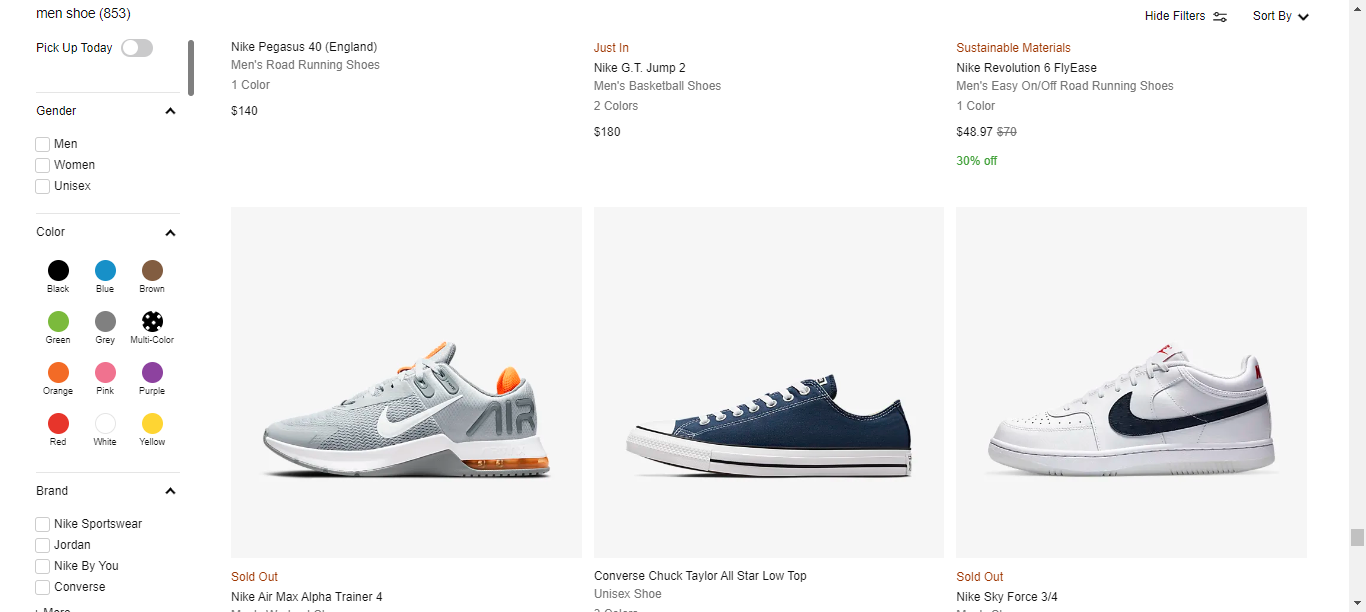 men shoe (853)
Hide Filters
Sort By
Pick Up Today
Gender
Men
Women
Unisex
Color
Black
Blue
Brown
Green
Grey
Multi-Color
Orange
Pink
Purple
Red
White
Yellow
Brand
Nike Sportswear
Jordan
Nike By You
Converse
+ More
Nike Pegasus 40 (England)
Men's Road Running Shoes
1 Color
$140
Just In
Nike G.T. Jump 2
Men's Basketball Shoes
2 Colors
$180
Sustainable Materials
Nike Revolution 6 FlyEase
Men's Easy On/Off Road Running Shoes
1 Color
$48.97 $70
30% off
AIR
Sold Out
Nike Air Max Alpha Trainer 4
Converse Chuck Taylor All Star Low Top
Unisex Shoe
Sold Out
Nike Sky Force 3/4